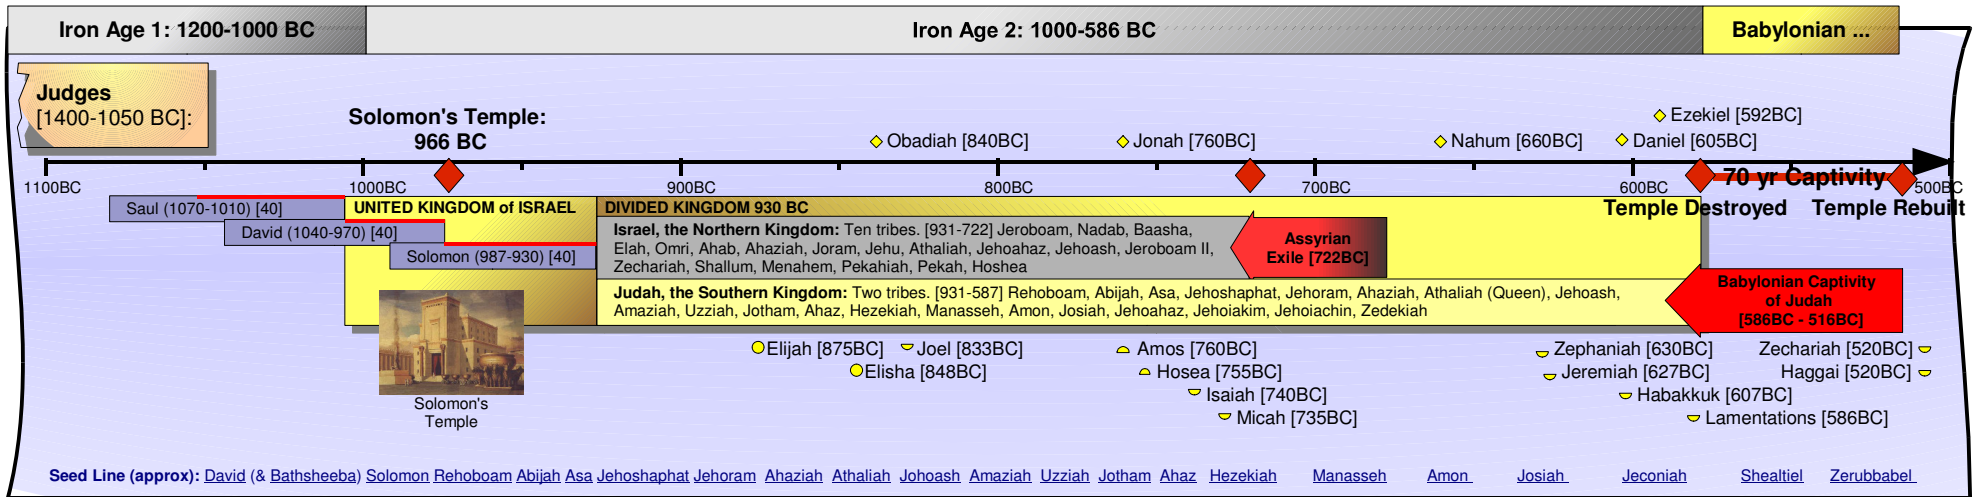 Iron Age 1: 1200-1000 BC
Iron Age 2: 1000-586 BC
Babylonian ...
Judges
[1400-1050 BC]:
Solomon's Temple:
966 BC
Obadiah [840BC]
Jonah [760BC]
Nahum [660BC]
Ezekiel [592BC]
Daniel [605BC]
1100BC
1000BC
900BC
800BC
700BC
600BC
500BC
70 yr Captivity
Temple Destroyed
Temple Rebuilt
Saul (1070-1010) [40]
David (1040-970) [40]
Solomon (987-930) [40]
UNITED KINGDOM of ISRAEL
DIVIDED KINGDOM 930 BC
Israel, the Northern Kingdom: Ten tribes. [931-722] Jeroboam, Nadab, Baasha,
Elah, Omri, Ahab, Ahaziah, Joram, Jehu, Athaliah, Jehoahaz, Jehoash, Jeroboam II,
Zechariah, Shallum, Menahem, Pekahiah, Pekah, Hoshea
Assyrian
Exile [722BC]
Judah, the Southern Kingdom: Two tribes. [931-587] Rehoboam, Abijah, Asa, Jehoshaphat, Jehoram, Ahaziah, Athaliah (Queen), Jehoash,
Amaziah, Uzziah, Jotham, Ahaz, Hezekiah, Manasseh, Amon, Josiah, Jehoahaz, Jehoiakim, Jehoiachin, Zedekiah
Babylonian Captivity
of Judah
[586BC - 516BC]
Solomon's
Temple
Elijah [875BC]
Elisha [848BC]
Joel [833BC]
Amos [760BC]
Hosea [755BC]
Isaiah [740BC]
Micah [735BC]
Zephaniah [630BC]
Jeremiah [627BC]
Habakkuk [607BC]
Lamentations [586BC]
Zechariah [520BC]
Haggai [520BC]
Seed Line (approx): David (& Bathsheeba) Solomon Rehoboam Abijah Asa Jehoshaphat Jehoram Ahaziah Athaliah Johoash Amaziah Uzziah Jotham Ahaz Hezekiah Manasseh Amon Josiah Jeconiah Shealtiel Zerubbabel